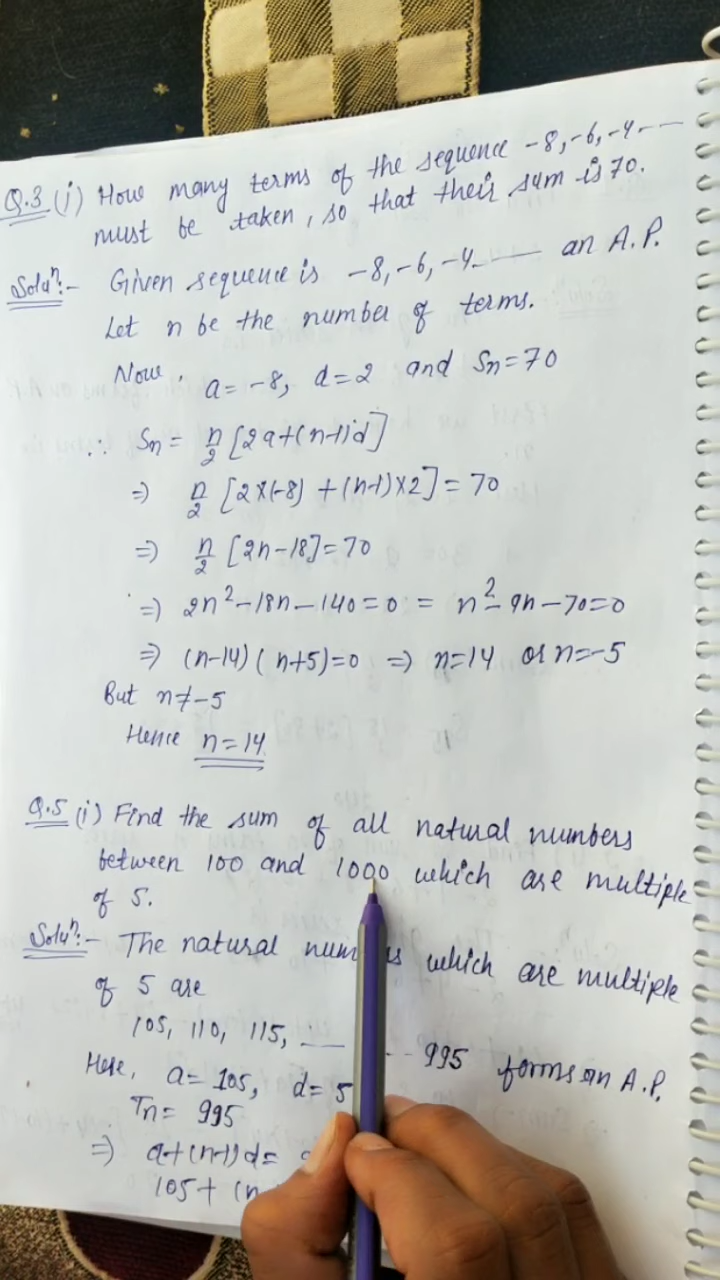 Q.3 (i) How many terms of the sequence -8, -6, -4 ----
must be taken, so that their sum is 70.
Soluⁿ:- Given sequence is -8, -6, -4 ---- an A.P.
Let n be the number of terms.
Now, a = -8, d = 2 and Sn = 70
∴ Sn = n/2 [2a+(n-1)d]
⇒ n/2 [2×(-8) + (n-1)×2] = 70
⇒ n/2 [2n-18] = 70
⇒ 2n² - 18n - 140 = 0 = n² - 9n - 70 = 0
⇒ (n-14) (n+5) = 0 ⇒ n = 14 or n = -5
But n ≠ -5
Hence n = 14
Q.5 (i) Find the sum of all natural numbers
between 100 and 1000 which are multiple
of 5.
Soluⁿ:- The natural which are multiple
of 5 are
105, 110, 115, ---- 995 forms an A.P.
Here, a = 105, d = 5
Tn = 995
⇒ a+(n-1)d =
105 + (n